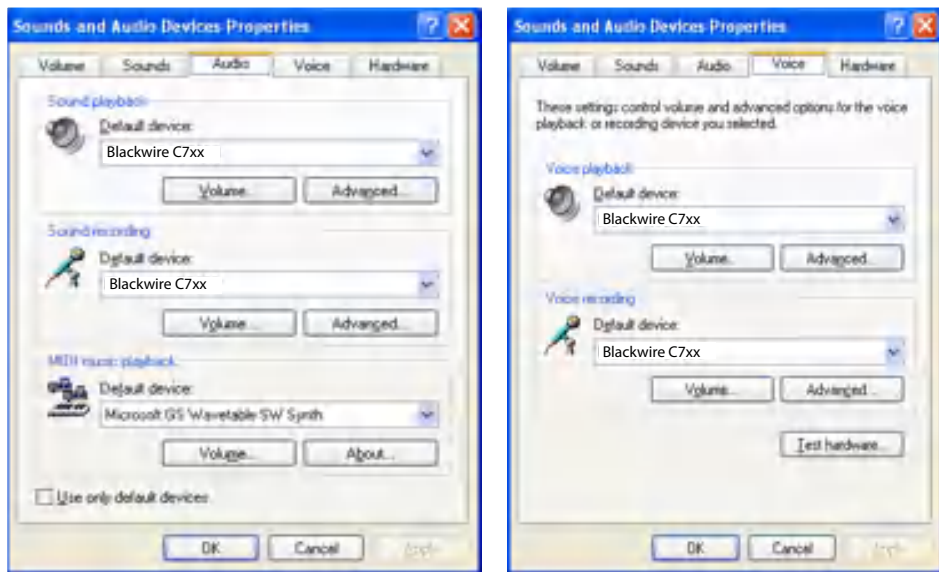 Sounds and Audio Devices Properties
Volume Sounds Audio Voice Hardware
Sound playback
Default device:
Blackwire C7xx
Volume... Advanced...
Sound recording
Default device:
Blackwire C7xx
Volume... Advanced...
MIDI music playback
Default device:
Microsoft GS Wavetable SW Synth
Volume... About...
Use only default devices
OK Cancel Apply
Sounds and Audio Devices Properties
Volume Sounds Audio Voice Hardware
These settings control volume and advanced options for the voice
playback or recording device you selected.
Voice playback
Default device:
Blackwire C7xx
Volume... Advanced...
Voice recording
Default device:
Blackwire C7xx
Volume... Advanced...
Test hardware...
OK Cancel Apply